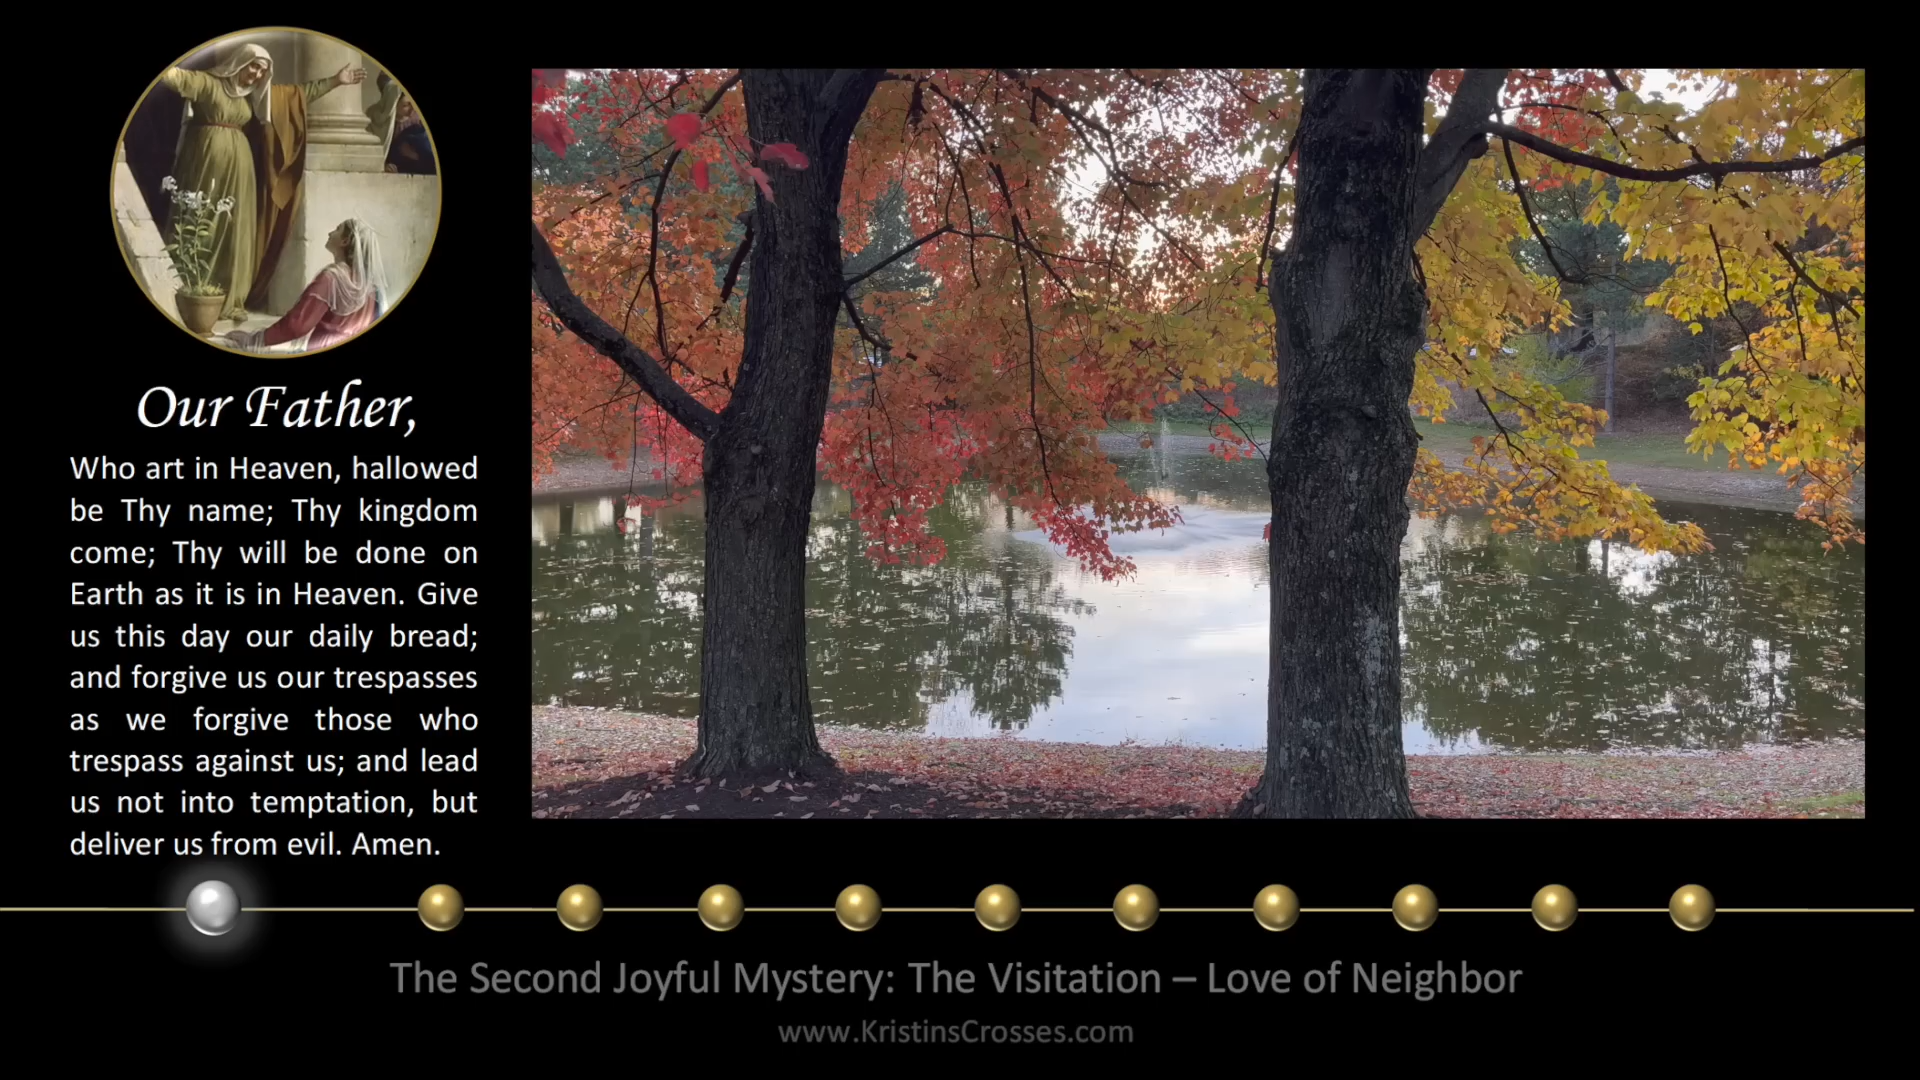 Our Father,
Who art in Heaven, hallowed
be Thy name; Thy kingdom
come; Thy will be done on
Earth as it is in Heaven. Give
us this day our daily bread;
and forgive us our trespasses
as we forgive those who
trespass against us; and lead
us not into temptation, but
deliver us from evil. Amen.
The Second Joyful Mystery: The Visitation – Love of Neighbor
www.KristinsCrosses.com